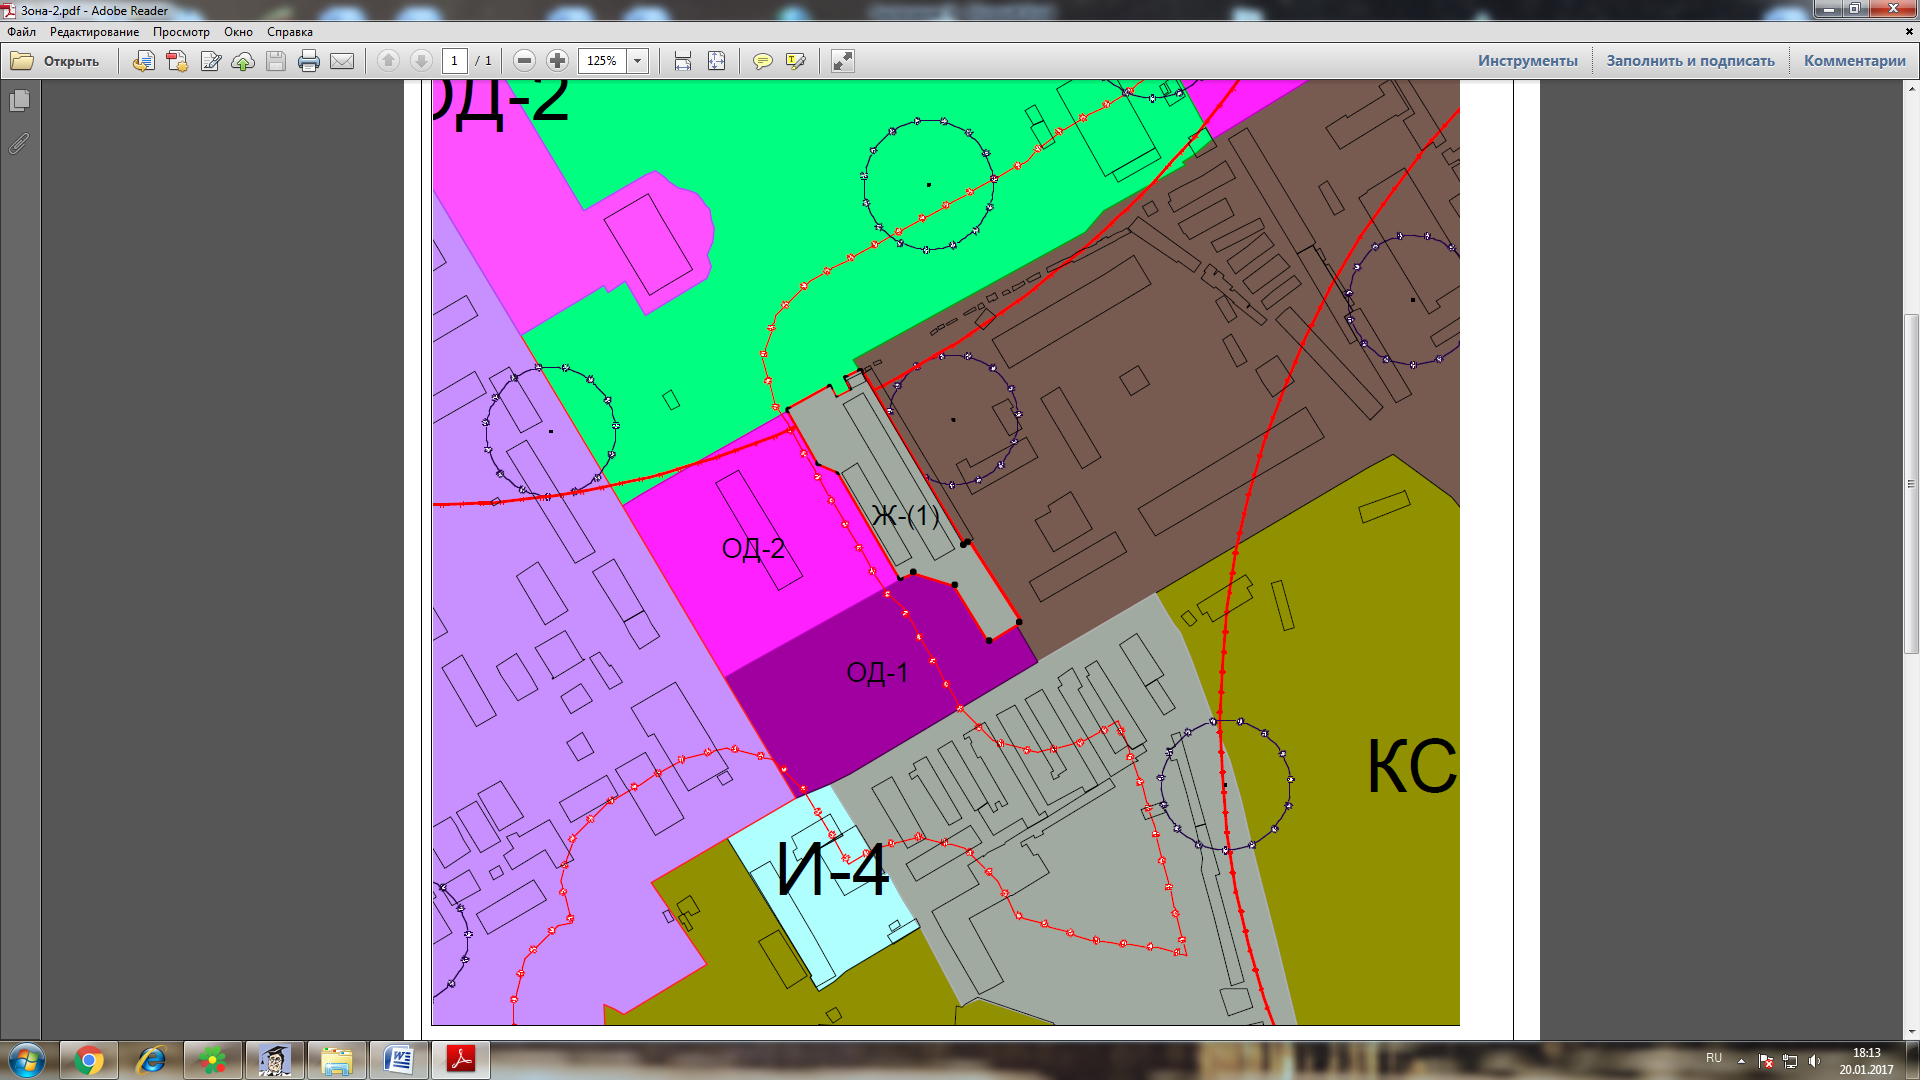 Зона-2.pdf - Adobe Reader
Файл Редактирование Просмотр Окно Справка
Открыть 1 / 1 125% Инструменты Заполнить и подписать Комментарии
ОД-2
Ж-(1)
ОД-2
ОД-1
КС
И-4
RU 18:13
20.01.2017